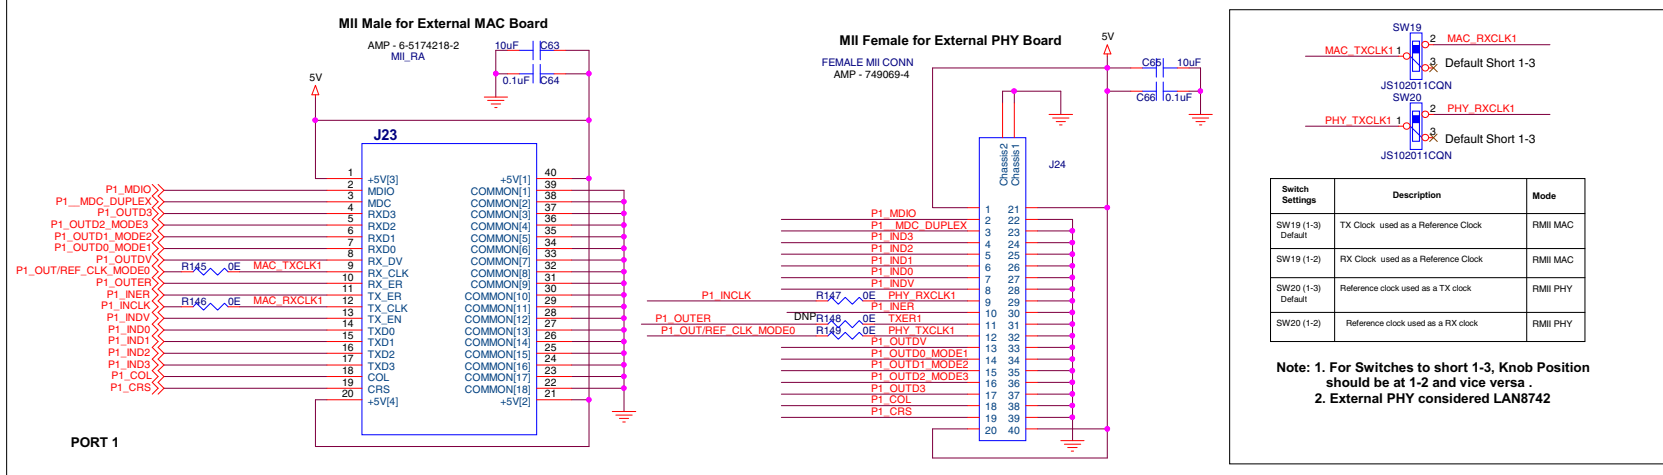 MII Male for External MAC Board
AMP - 6-5174218-2
MII_RA
10uF
C63
0.1uF
C64
5V
J23
1
+5V[3]
2
MDIO
3
MDC
4
RXD3
5
RXD2
6
RXD1
7
RXD0
8
RX_DV
9
RX_CLK
10
RX_ER
11
TX_ER
12
TX_CLK
13
TX_EN
14
TXD0
15
TXD1
16
TXD2
17
TXD3
18
COL
19
CRS
20
+5V[4]
40
+5V[1]
39
COMMON[1]
38
COMMON[2]
37
COMMON[3]
36
COMMON[4]
35
COMMON[5]
34
COMMON[6]
33
COMMON[7]
32
COMMON[8]
31
COMMON[9]
30
COMMON[10]
29
COMMON[11]
28
COMMON[12]
27
COMMON[13]
26
COMMON[14]
25
COMMON[15]
24
COMMON[16]
23
COMMON[17]
22
COMMON[18]
21
+5V[2]
P1_MDIO
P1__MDC_DUPLEX
P1_OUTD3
P1_OUTD2_MODE3
P1_OUTD1_MODE2
P1_OUTD0_MODE1
P1_OUTDV
P1_OUT/REF_CLK_MODE0
R145
0E
MAC_TXCLK1
P1_OUTER
P1_INER
P1_INCLK
R146
0E
MAC_RXCLK1
P1_INDV
P1_IND0
P1_IND1
P1_IND2
P1_IND3
P1_COL
P1_CRS
PORT 1
MII Female for External PHY Board
FEMALE MII CONN
AMP - 749069-4
5V
C65
10uF
C66
0.1uF
Chassis2
Chassis1
J24
P1_MDIO
P1__MDC_DUPLEX
P1_IND3
P1_IND2
P1_IND1
P1_IND0
P1_INDV
P1_INCLK
R147
0E
PHY_RXCLK1
P1_INER
DNP
P1_OUTER
R148
0E
TXER1
P1_OUT/REF_CLK_MODE0
R149
0E
PHY_TXCLK1
P1_OUTDV
P1_OUTD0_MODE1
P1_OUTD1_MODE2
P1_OUTD2_MODE3
P1_OUTD3
P1_COL
P1_CRS
1 21
2 22
3 23
4 24
5 25
6 26
7 27
8 28
9 29
10 30
11 31
12 32
13 33
14 34
15 35
16 36
17 37
18 38
19 39
20 40
SW19
MAC_TXCLK1 1
2 MAC_RXCLK1
3
Default Short 1-3
JS102011CQN
SW20
PHY_TXCLK1 1
2 PHY_RXCLK1
3
Default Short 1-3
JS102011CQN
Switch Settings
Description
Mode
SW19 (1-3) Default
TX Clock used as a Reference Clock
RMII MAC
SW19 (1-2)
RX Clock used as a Reference Clock
RMII MAC
SW20 (1-3) Default
Reference clock used as a TX clock
RMII PHY
SW20 (1-2)
Reference clock used as a RX clock
RMII PHY
Note: 1. For Switches to short 1-3, Knob Position
should be at 1-2 and vice versa .
2. External PHY considered LAN8742